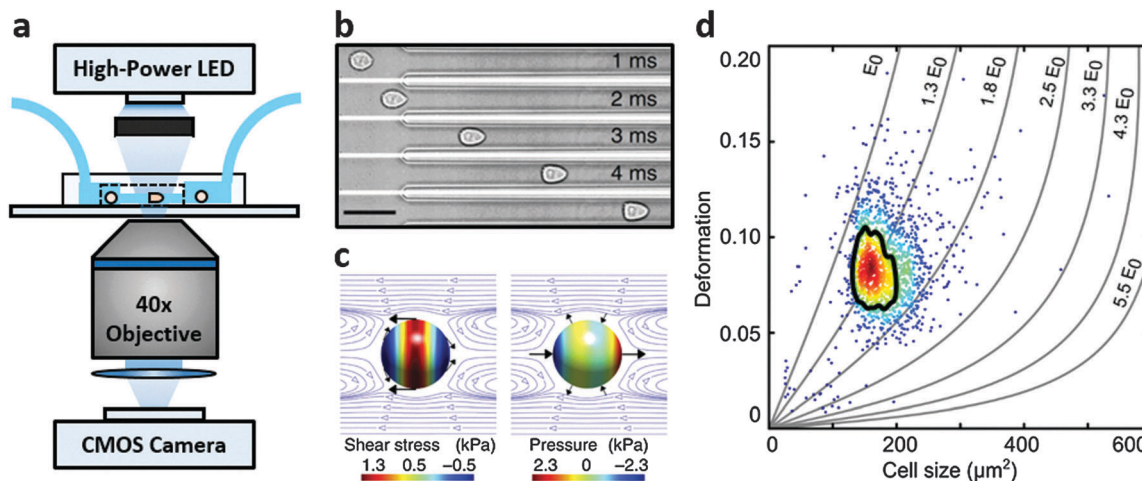 a
High-Power LED
40x
Objective
CMOS Camera
b
1 ms
2 ms
3 ms
4 ms
c
Shear stress (kPa)
1.3 0.5 −0.5
Pressure (kPa)
2.3 0 −2.3
d
Deformation
0.20
0.15
0.10
0.05
0
E0
1.3 E0
1.8 E0
2.5 E0
3.3 E0
4.3 E0
5.5 E0
0 200 400 600
Cell size (μm²)